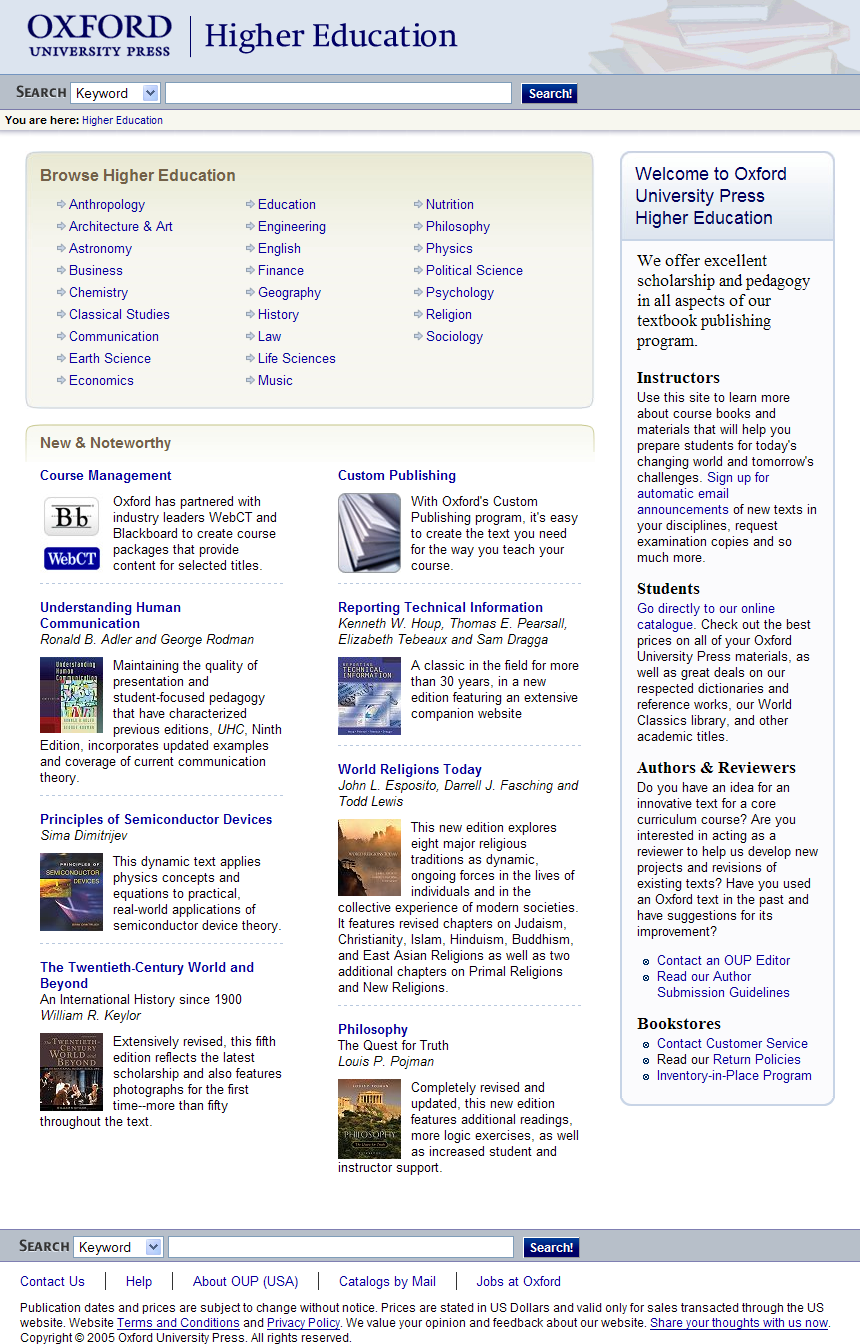 OXFORD
UNIVERSITY PRESS
Higher Education
SEARCH Keyword Search!
You are here: Higher Education
Browse Higher Education
Anthropology
Architecture & Art
Astronomy
Business
Chemistry
Classical Studies
Communication
Earth Science
Economics
Education
Engineering
English
Finance
Geography
History
Law
Life Sciences
Music
Nutrition
Philosophy
Physics
Political Science
Psychology
Religion
Sociology
New & Noteworthy
Course Management
Bb
WebCT
Oxford has partnered with
industry leaders WebCT and
Blackboard to create course
packages that provide
content for selected titles.
Understanding Human
Communication
Ronald B. Adler and George Rodman
Understanding
Human
Communication
Maintaining the quality of
presentation and
student-focused pedagogy
that have characterized
previous editions, UHC, Ninth
Edition, incorporates updated examples
and coverage of current communication
theory.
Principles of Semiconductor Devices
Sima Dimitrijev
PRINCIPLES OF
SEMICONDUCTOR
DEVICES
This dynamic text applies
physics concepts and
equations to practical,
real-world applications of
semiconductor device theory.
The Twentieth-Century World and
Beyond
An International History since 1900
William R. Keylor
THE TWENTIETH-
CENTURY
WORLD and
BEYOND
Extensively revised, this fifth
edition reflects the latest
scholarship and also features
photographs for the first
time--more than fifty
throughout the text.
Custom Publishing
With Oxford's Custom
Publishing program, it's easy
to create the text you need
for the way you teach your
course.
Reporting Technical Information
Kenneth W. Houp, Thomas E. Pearsall,
Elizabeth Tebeaux and Sam Dragga
REPORTING
TECHNICAL
INFORMATION
A classic in the field for more
than 30 years, in a new
edition featuring an extensive
companion website
World Religions Today
John L. Esposito, Darrell J. Fasching and
Todd Lewis
WORLD RELIGIONS TODAY
This new edition explores
eight major religious
traditions as dynamic,
ongoing forces in the lives of
individuals and in the
collective experience of modern societies.
It features revised chapters on Judaism,
Christianity, Islam, Hinduism, Buddhism,
and East Asian Religions as well as two
additional chapters on Primal Religions
and New Religions.
Philosophy
The Quest for Truth
Louis P. Pojman
LOUIS P. POJMAN
PHILOSOPHY
The Quest for Truth
Completely revised and
updated, this new edition
features additional readings,
more logic exercises, as well
as increased student and
instructor support.
Welcome to Oxford
University Press
Higher Education
We offer excellent
scholarship and pedagogy
in all aspects of our
textbook publishing
program.
Instructors
Use this site to learn more
about course books and
materials that will help you
prepare students for today's
changing world and tomorrow's
challenges. Sign up for
automatic email
announcements of new texts in
your disciplines, request
examination copies and so
much more.
Students
Go directly to our online
catalogue. Check out the best
prices on all of your Oxford
University Press materials, as
well as great deals on our
respected dictionaries and
reference works, our World
Classics library, and other
academic titles.
Authors & Reviewers
Do you have an idea for an
innovative text for a core
curriculum course? Are you
interested in acting as a
reviewer to help us develop new
projects and revisions of
existing texts? Have you used
an Oxford text in the past and
have suggestions for its
improvement?
Contact an OUP Editor
Read our Author
Submission Guidelines
Bookstores
Contact Customer Service
Read our Return Policies
Inventory-in-Place Program
SEARCH Keyword Search!
Contact Us | Help | About OUP (USA) | Catalogs by Mail | Jobs at Oxford
Publication dates and prices are subject to change without notice. Prices are stated in US Dollars and valid only for sales transacted through the US
website. Website Terms and Conditions and Privacy Policy. We value your opinion and feedback about our website. Share your thoughts with us now.
Copyright © 2005 Oxford University Press. All rights reserved.